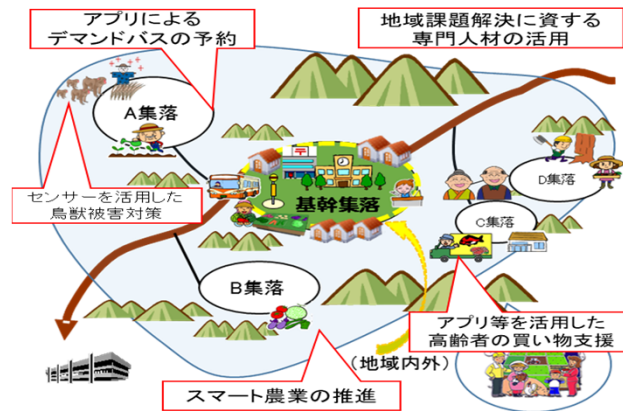 アプリによる
デマンドバスの予約
地域課題解決に資する
専門人材の活用
A集落
センサーを活用した
鳥獣被害対策
〒
基幹集落
D集落
C集落
B集落
アプリ等を活用した
高齢者の買い物支援
(地域内外)
スマート農業の推進